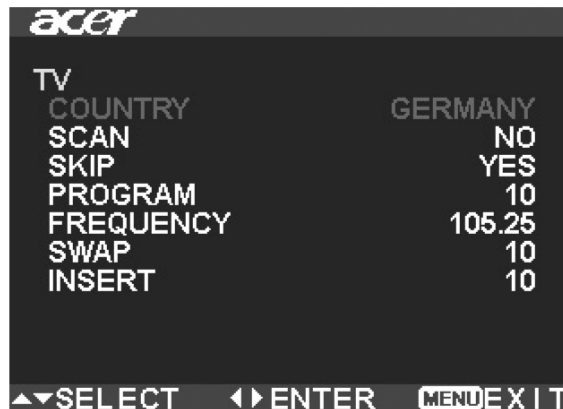 acer
TV
COUNTRY GERMANY
SCAN NO
SKIP YES
PROGRAM 10
FREQUENCY 105.25
SWAP 10
INSERT 10
SELECT ENTER MENU EXIT